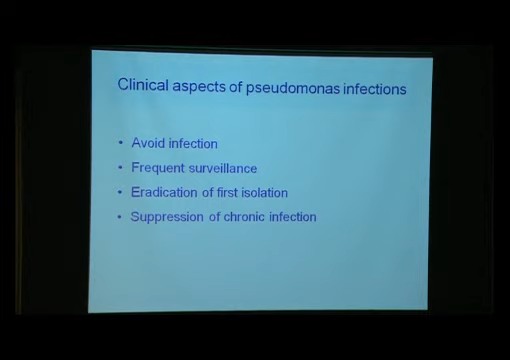 Clinical aspects of pseudomonas infections
• Avoid infection
• Frequent surveillance
• Eradication of first isolation
• Suppression of chronic infection